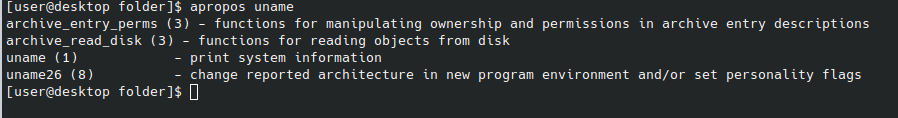 [user@desktop folder]$ apropos uname
archive_entry_perms (3) - functions for manipulating ownership and permissions in archive entry descriptions
archive_read_disk (3) - functions for reading objects from disk
uname (1)            - print system information
uname26 (8)          - change reported architecture in new program environment and/or set personality flags
[user@desktop folder]$